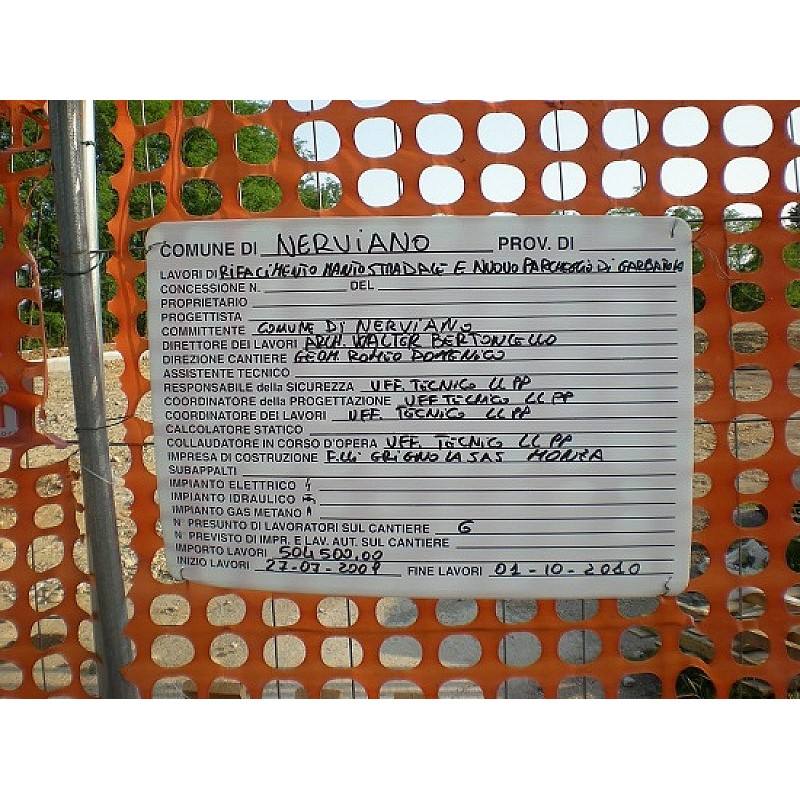 COMUNE DI NERViANO PROV. DI
LAVORI DI RIFACIMENTO MANTO STRADALE E NUOVO PARCHEGGIO DI GARBATOLA
CONCESSIONE N. DEL
PROPRIETARIO
PROGETTISTA
COMMITTENTE COMUNE DI NERVIANO
DIRETTORE DEI LAVORI ARCH. WALTER BERTONCELLO
DIREZIONE CANTIERE GEOM. ROMEO DOMENICO
ASSISTENTE TECNICO
RESPONSABILE della SICUREZZA UFF. TECNICO LL PP
COORDINATORE della PROGETTAZIONE UFF TECNICO LL PP
COORDINATORE DEI LAVORI UFF. TECNICO LL PP
CALCOLATORE STATICO
COLLAUDATORE IN CORSO D'OPERA UFF. TECNICO LL PP
IMPRESA DI COSTRUZIONE F.lli GRIGNOLA SAS MONZA
SUBAPPALTI
IMPIANTO ELETTRICO
IMPIANTO IDRAULICO
IMPIANTO GAS METANO
N° PRESUNTO DI LAVORATORI SUL CANTIERE 6
N° PREVISTO DI IMPR. E LAV. AUT. SUL CANTIERE
IMPORTO LAVORI 504.500.00
INIZIO LAVORI 27-07-2009 FINE LAVORI 01-10-2010